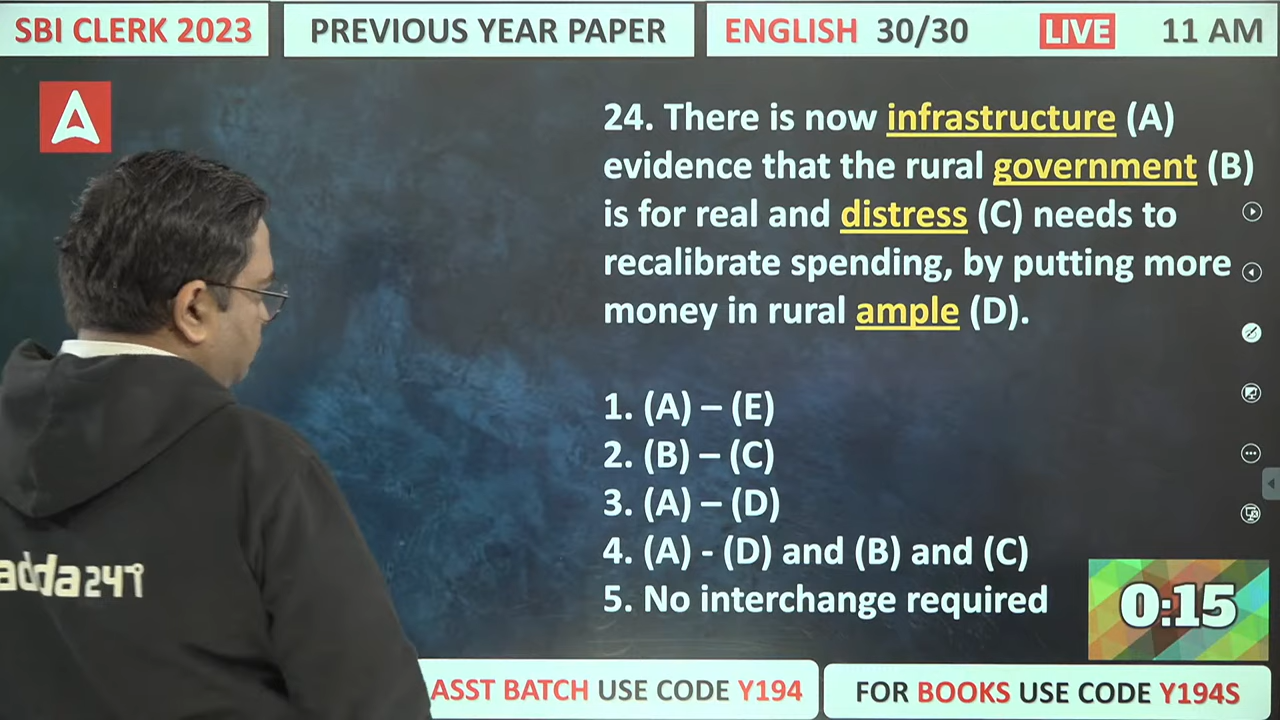 SBI CLERK 2023
PREVIOUS YEAR PAPER
ENGLISH 30/30 LIVE 11 AM
A
24. There is now infrastructure (A)
evidence that the rural government (B)
is for real and distress (C) needs to
recalibrate spending, by putting more
money in rural ample (D).
1. (A) – (E)
2. (B) – (C)
3. (A) – (D)
4. (A) - (D) and (B) and (C)
5. No interchange required
adda247
0:15
ASST BATCH USE CODE Y194
FOR BOOKS USE CODE Y194S